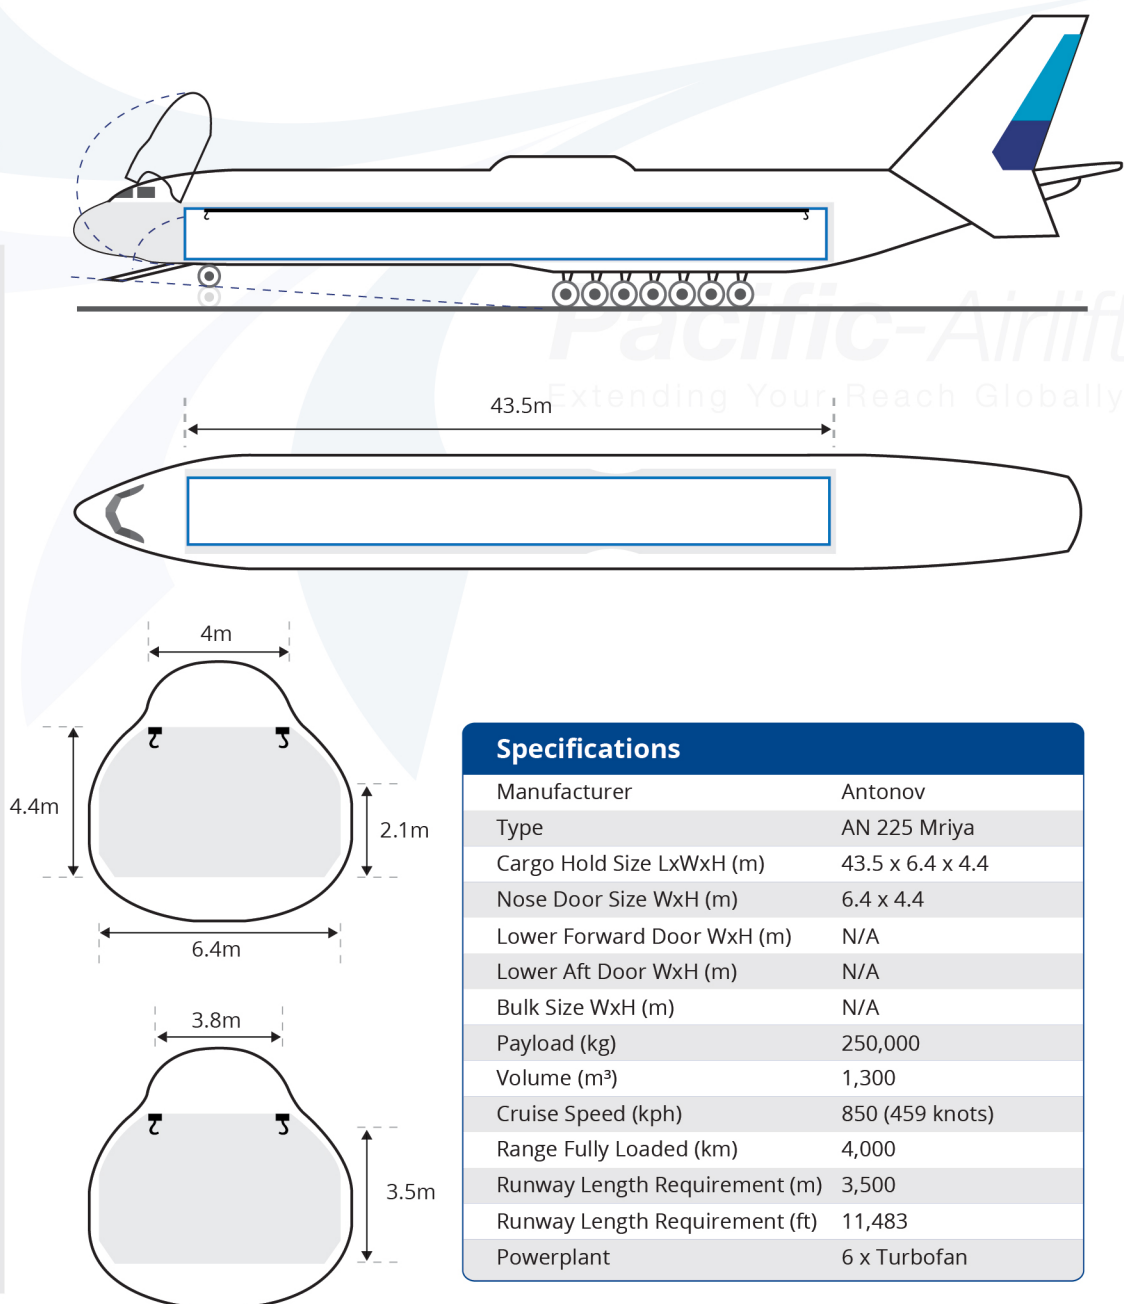 Pacific-Airlift
Extending Your Reach Globally
43.5m
4m
4.4m
2.1m
6.4m
3.8m
3.5m
Specifications
Manufacturer Antonov
Type AN 225 Mriya
Cargo Hold Size LxWxH (m) 43.5 x 6.4 x 4.4
Nose Door Size WxH (m) 6.4 x 4.4
Lower Forward Door WxH (m) N/A
Lower Aft Door WxH (m) N/A
Bulk Size WxH (m) N/A
Payload (kg) 250,000
Volume (m³) 1,300
Cruise Speed (kph) 850 (459 knots)
Range Fully Loaded (km) 4,000
Runway Length Requirement (m) 3,500
Runway Length Requirement (ft) 11,483
Powerplant 6 x Turbofan